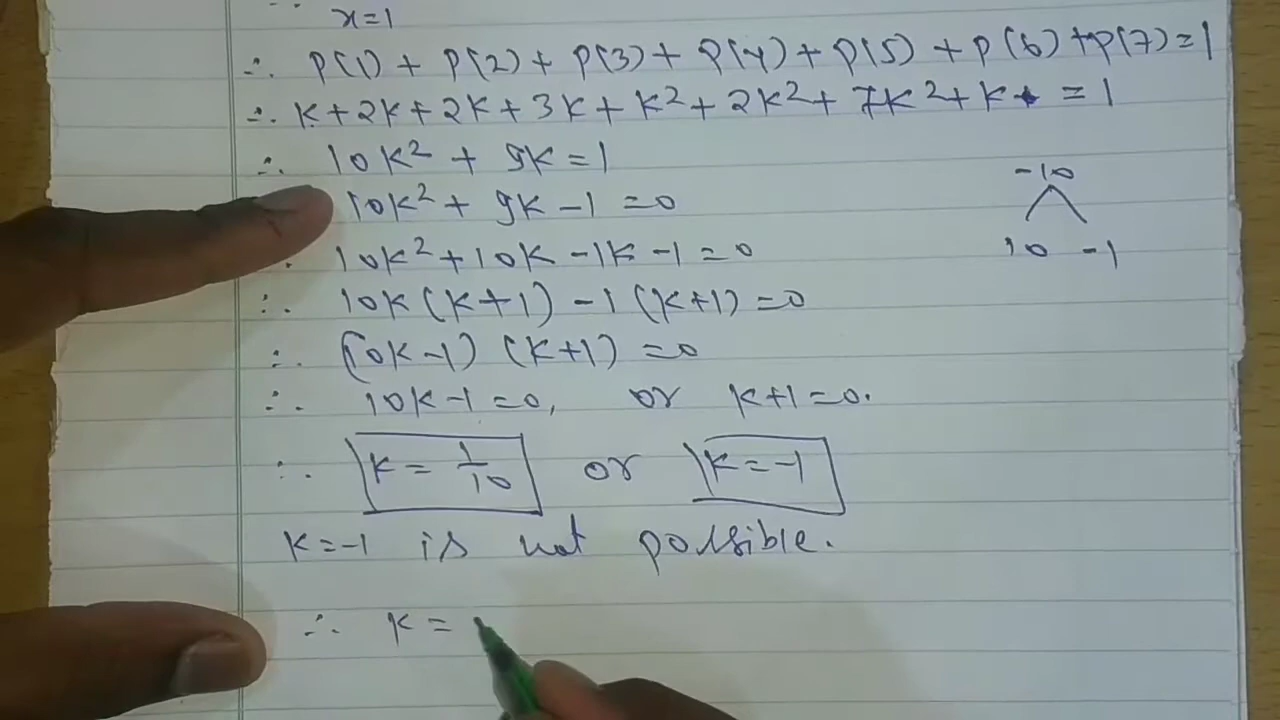 x=1
∴ P(1) + P(2) + P(3) + P(4) + P(5) + P(6) + P(7) = 1
∴ K + 2K + 2K + 3K + K² + 2K² + 7K² + K = 1
∴ 10K² + 9K = 1
10K² + 9K - 1 = 0
-10
10 -1
∴ 10K² + 10K - 1K - 1 = 0
∴ 10K (K+1) - 1 (K+1) = 0
∴ (10K-1) (K+1) = 0
∴ 10K-1=0, or K+1=0.
∴ K = 1/10 or K = -1
K=-1 is not possible.
∴ K =